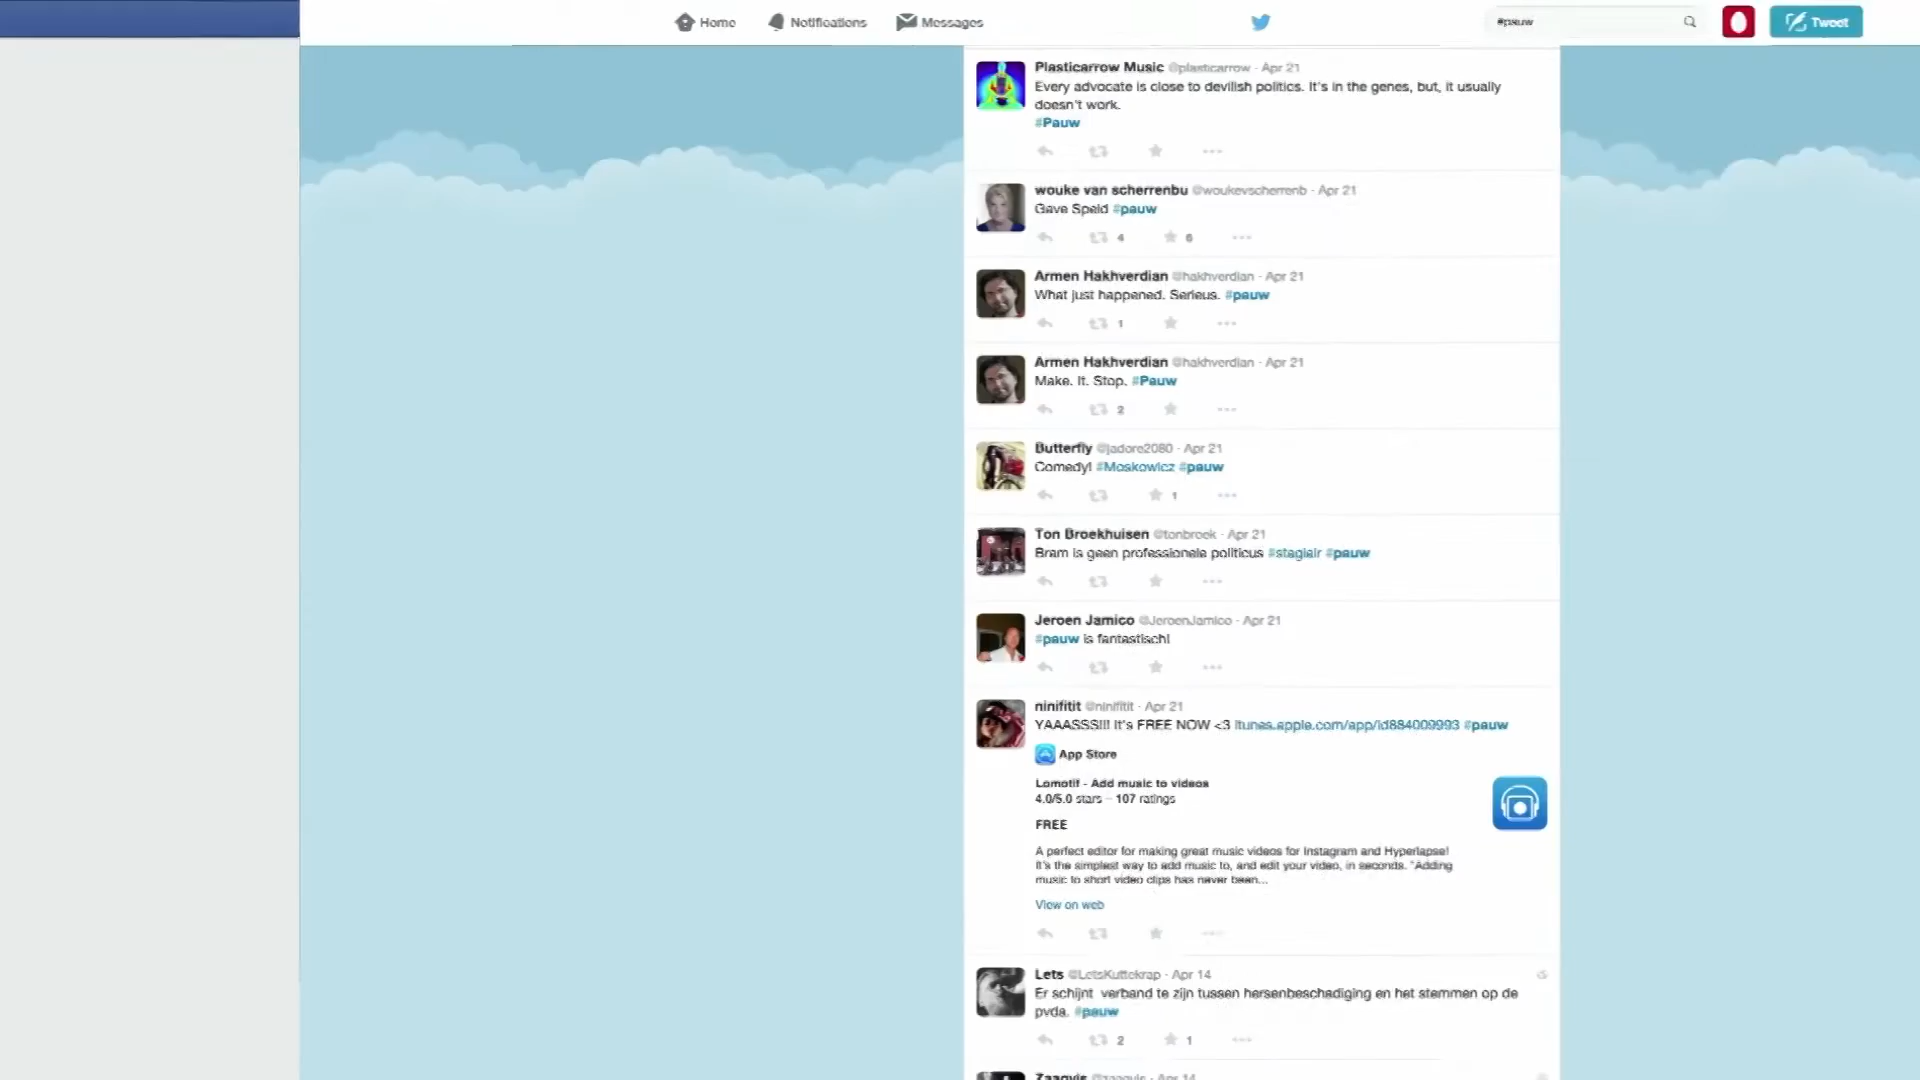 Home Notifications Messages #pauw Tweet
Plasticarrow Music @plasticarrow · Apr 21
Every advocate is close to devilish politics. It's in the genes, but, it usually
doesn't work.
#Pauw
wouke van scherrenbu @woukevscherrenb · Apr 21
Gave Speld #pauw
4 6
Armen Hakhverdian @hakhverdian · Apr 21
What just happened. Serieus. #pauw
1
Armen Hakhverdian @hakhverdian · Apr 21
Make. It. Stop. #Pauw
2
Butterfly @jadore2080 · Apr 21
Comedy! #Moskowicz #pauw
1
Ton Broekhuisen @tonbroek · Apr 21
Bram is geen professionele politicus #stagiair #pauw
Jeroen Jamico @JeroenJamico · Apr 21
#pauw is fantastisch!
ninifitit @ninifitit · Apr 21
YAAASSS!!! It's FREE NOW <3 itunes.apple.com/app/id884009993 #pauw
App Store
Lomotif - Add music to videos
4.0/5.0 stars – 107 ratings
FREE
A perfect editor for making great music videos for Instagram and Hyperlapse!
It's the simplest way to add music to, and edit your video, in seconds. "Adding
music to short video clips has never been...
View on web
Lets @LetsKuttekrap · Apr 14
Er schijnt verband te zijn tussen hersenbeschadiging en het stemmen op de
pvda. #pauw
2 1
Apr 14